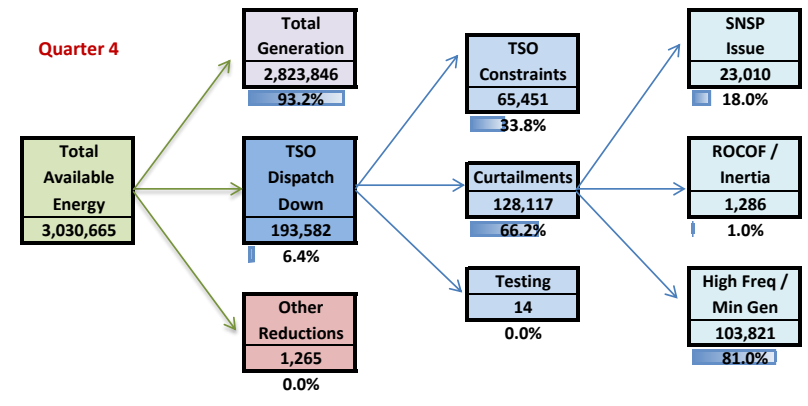 Quarter 4
Total
Available
Energy
3,030,665
Total
Generation
2,823,846
93.2%
TSO
Dispatch
Down
193,582
6.4%
Other
Reductions
1,265
0.0%
TSO
Constraints
65,451
33.8%
Curtailments
128,117
66.2%
Testing
14
0.0%
SNSP
Issue
23,010
18.0%
ROCOF /
Inertia
1,286
1.0%
High Freq /
Min Gen
103,821
81.0%